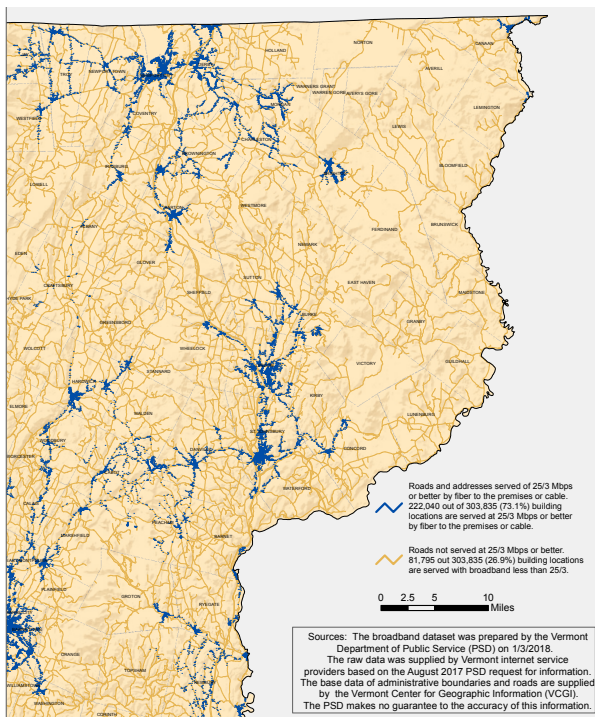 NORTON
CANAAN
HOLLAND
TROY
NEWPORT TOWN
AVERILL
WARNERS GRANT
WARREN GORE
AVERYS GORE
LEMINGTON
COVENTRY
LEWIS
CHARLESTON
BROWNINGTON
BLOOMFIELD
LOWELL
WESTMORE
BRUNSWICK
ALBANY
FERDINAND
NEWARK
EDEN
GLOVER
SUTTON
EAST HAVEN
CRAFTSBURY
SHEFFIELD
MAIDSTONE
HYDE PARK
BURKE
GREENSBORO
GRANBY
WOLCOTT
WHEELOCK
GUILDHALL
VICTORY
STANNARD
HARDWICK
KIRBY
ELMORE
WALDEN
LUNENBURG
CONCORD
WATERFORD
PEACHAM
MARSHFIELD
BARNET
PLAINFIELD
GROTON
RYEGATE
ORANGE
TOPSHAM
WILLIAMSTOWN
WASHINGTON
CORINTH
Roads and addresses served of 25/3 Mbps
or better by fiber to the premises or cable.
222,040 out of 303,835 (73.1%) building
locations are served at 25/3 Mbps or better
by fiber to the premises or cable.
Roads not served at 25/3 Mbps or better.
81,795 out 303,835 (26.9%) building locations
are served with broadband less than 25/3.
0 2.5 5 10
Miles
Sources: The broadband dataset was prepared by the Vermont
Department of Public Service (PSD) on 1/3/2018.
The raw data was supplied by Vermont internet service
providers based on the August 2017 PSD request for information.
The base data of administrative boundaries and roads are supplied
by the Vermont Center for Geographic Information (VCGI).
The PSD makes no guarantee to the accuracy of this information.